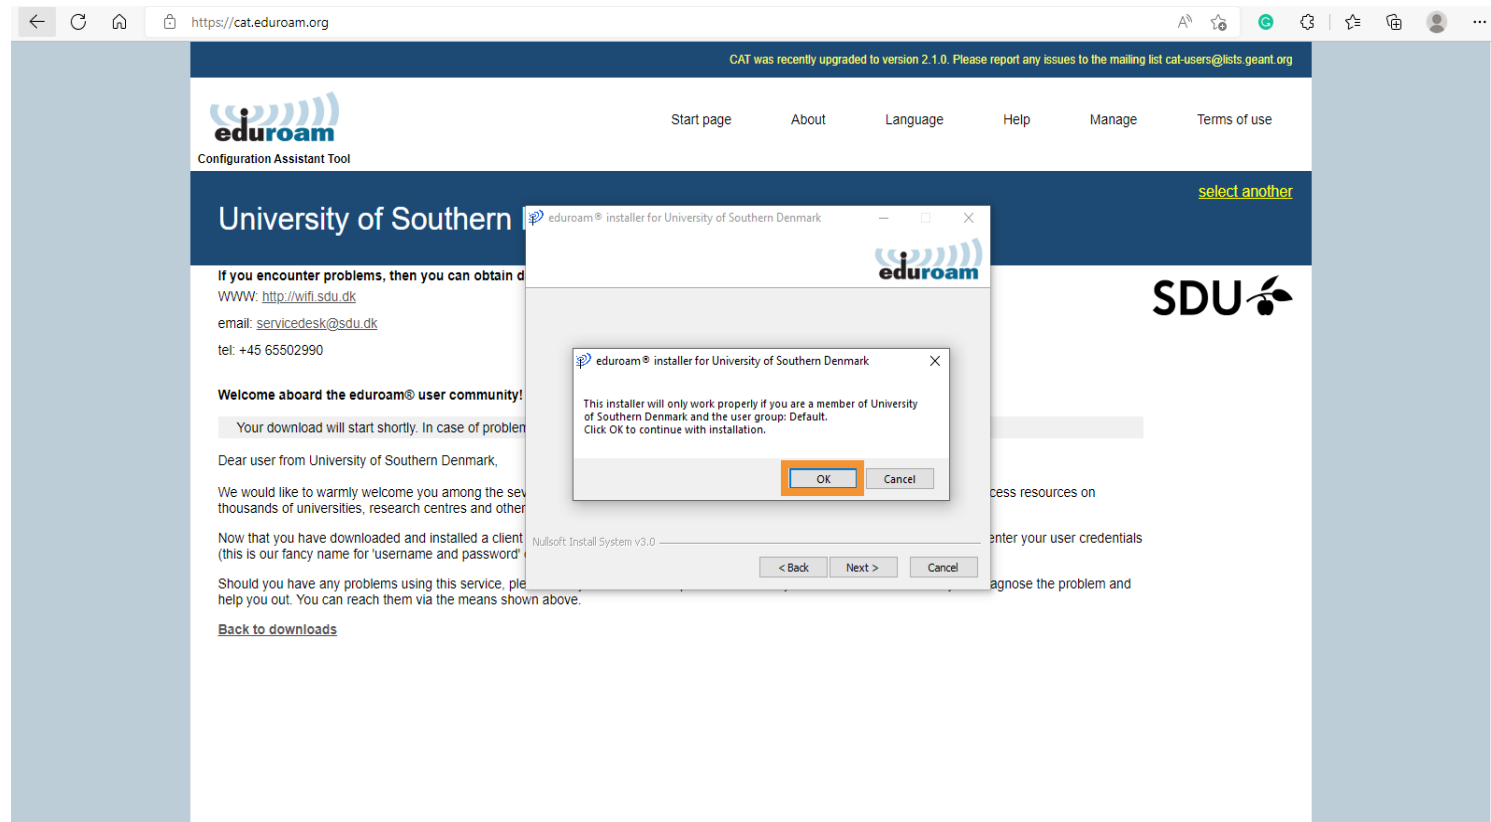 https://cat.eduroam.org
CAT was recently upgraded to version 2.1.0. Please report any issues to the mailing list cat-users@lists.geant.org
eduroam
Configuration Assistant Tool
Start page About Language Help Manage Terms of use
select another
University of Southern
If you encounter problems, then you can obtain d
WWW: http://wifi.sdu.dk
email: servicedesk@sdu.dk
tel: +45 65502990
SDU
Welcome aboard the eduroam® user community!
Your download will start shortly. In case of problem
Dear user from University of Southern Denmark,
We would like to warmly welcome you among the sev cess resources on
thousands of universities, research centres and other
Now that you have downloaded and installed a client enter your user credentials
(this is our fancy name for 'username and password'
Should you have any problems using this service, ple agnose the problem and
help you out. You can reach them via the means shown above.
Back to downloads
eduroam® installer for University of Southern Denmark
eduroam
eduroam® installer for University of Southern Denmark
This installer will only work properly if you are a member of University
of Southern Denmark and the user group: Default.
Click OK to continue with installation.
OK Cancel
Nullsoft Install System v3.0
< Back Next > Cancel